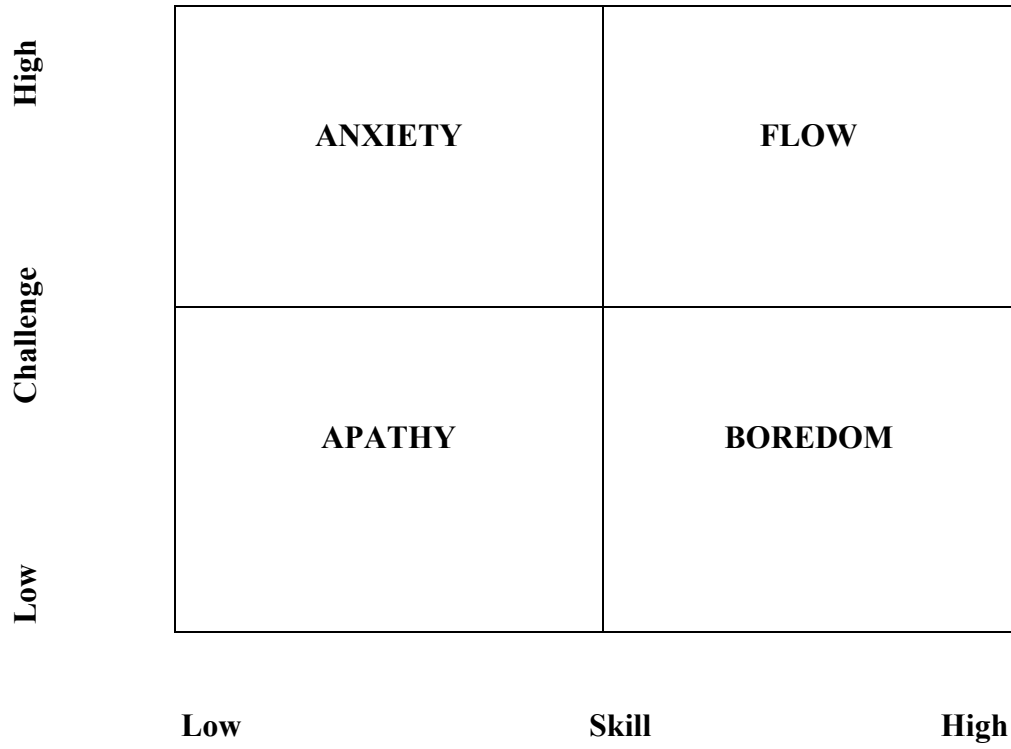 High
ANXIETY FLOW
Challenge
APATHY BOREDOM
Low
Low Skill High